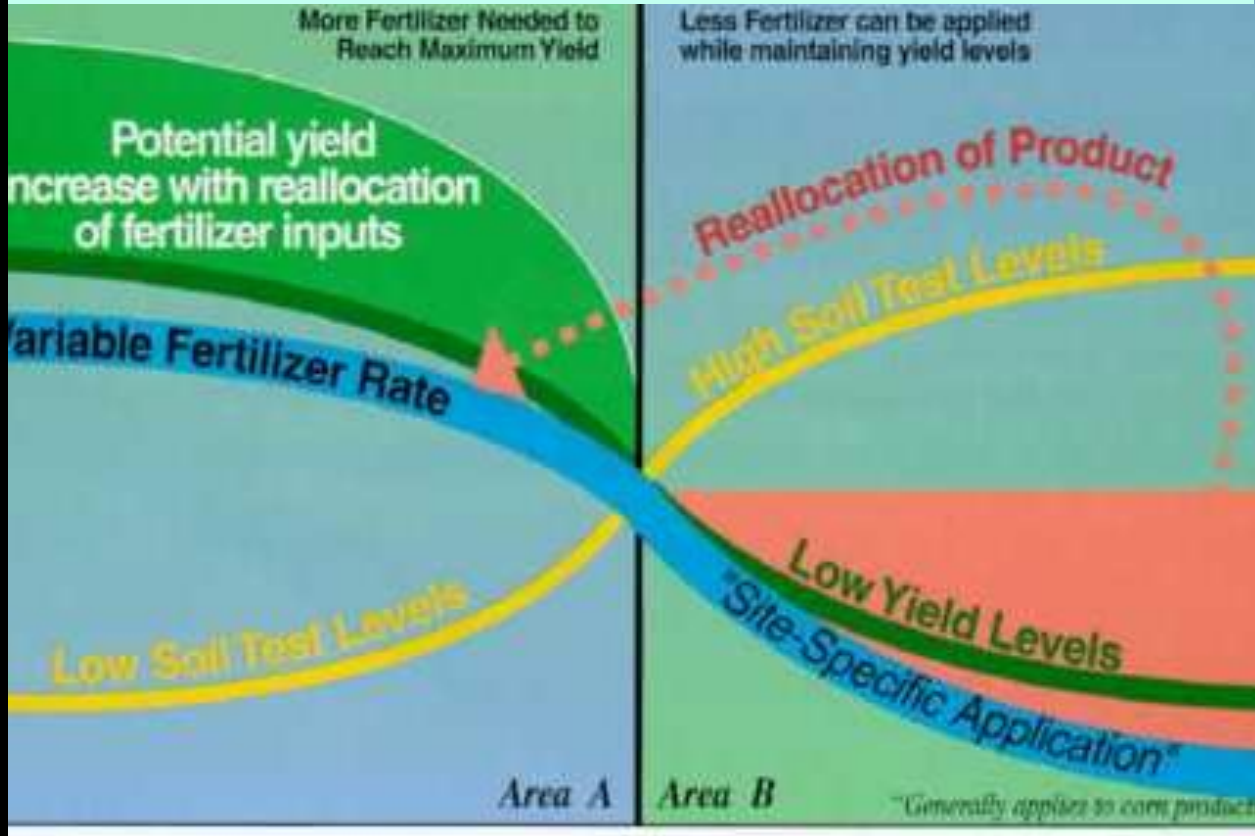 More Fertilizer Needed to
Reach Maximum Yield
Less Fertilizer can be applied
while maintaining yield levels
Potential yield
ncrease with reallocation
of fertilizer inputs
Reallocation of Product
High Soil Test Levels
Variable Fertilizer Rate
Low Soil Test Levels
Low Yield Levels
"Site-Specific Application"
Area A
Area B
"Generally applies to corn product